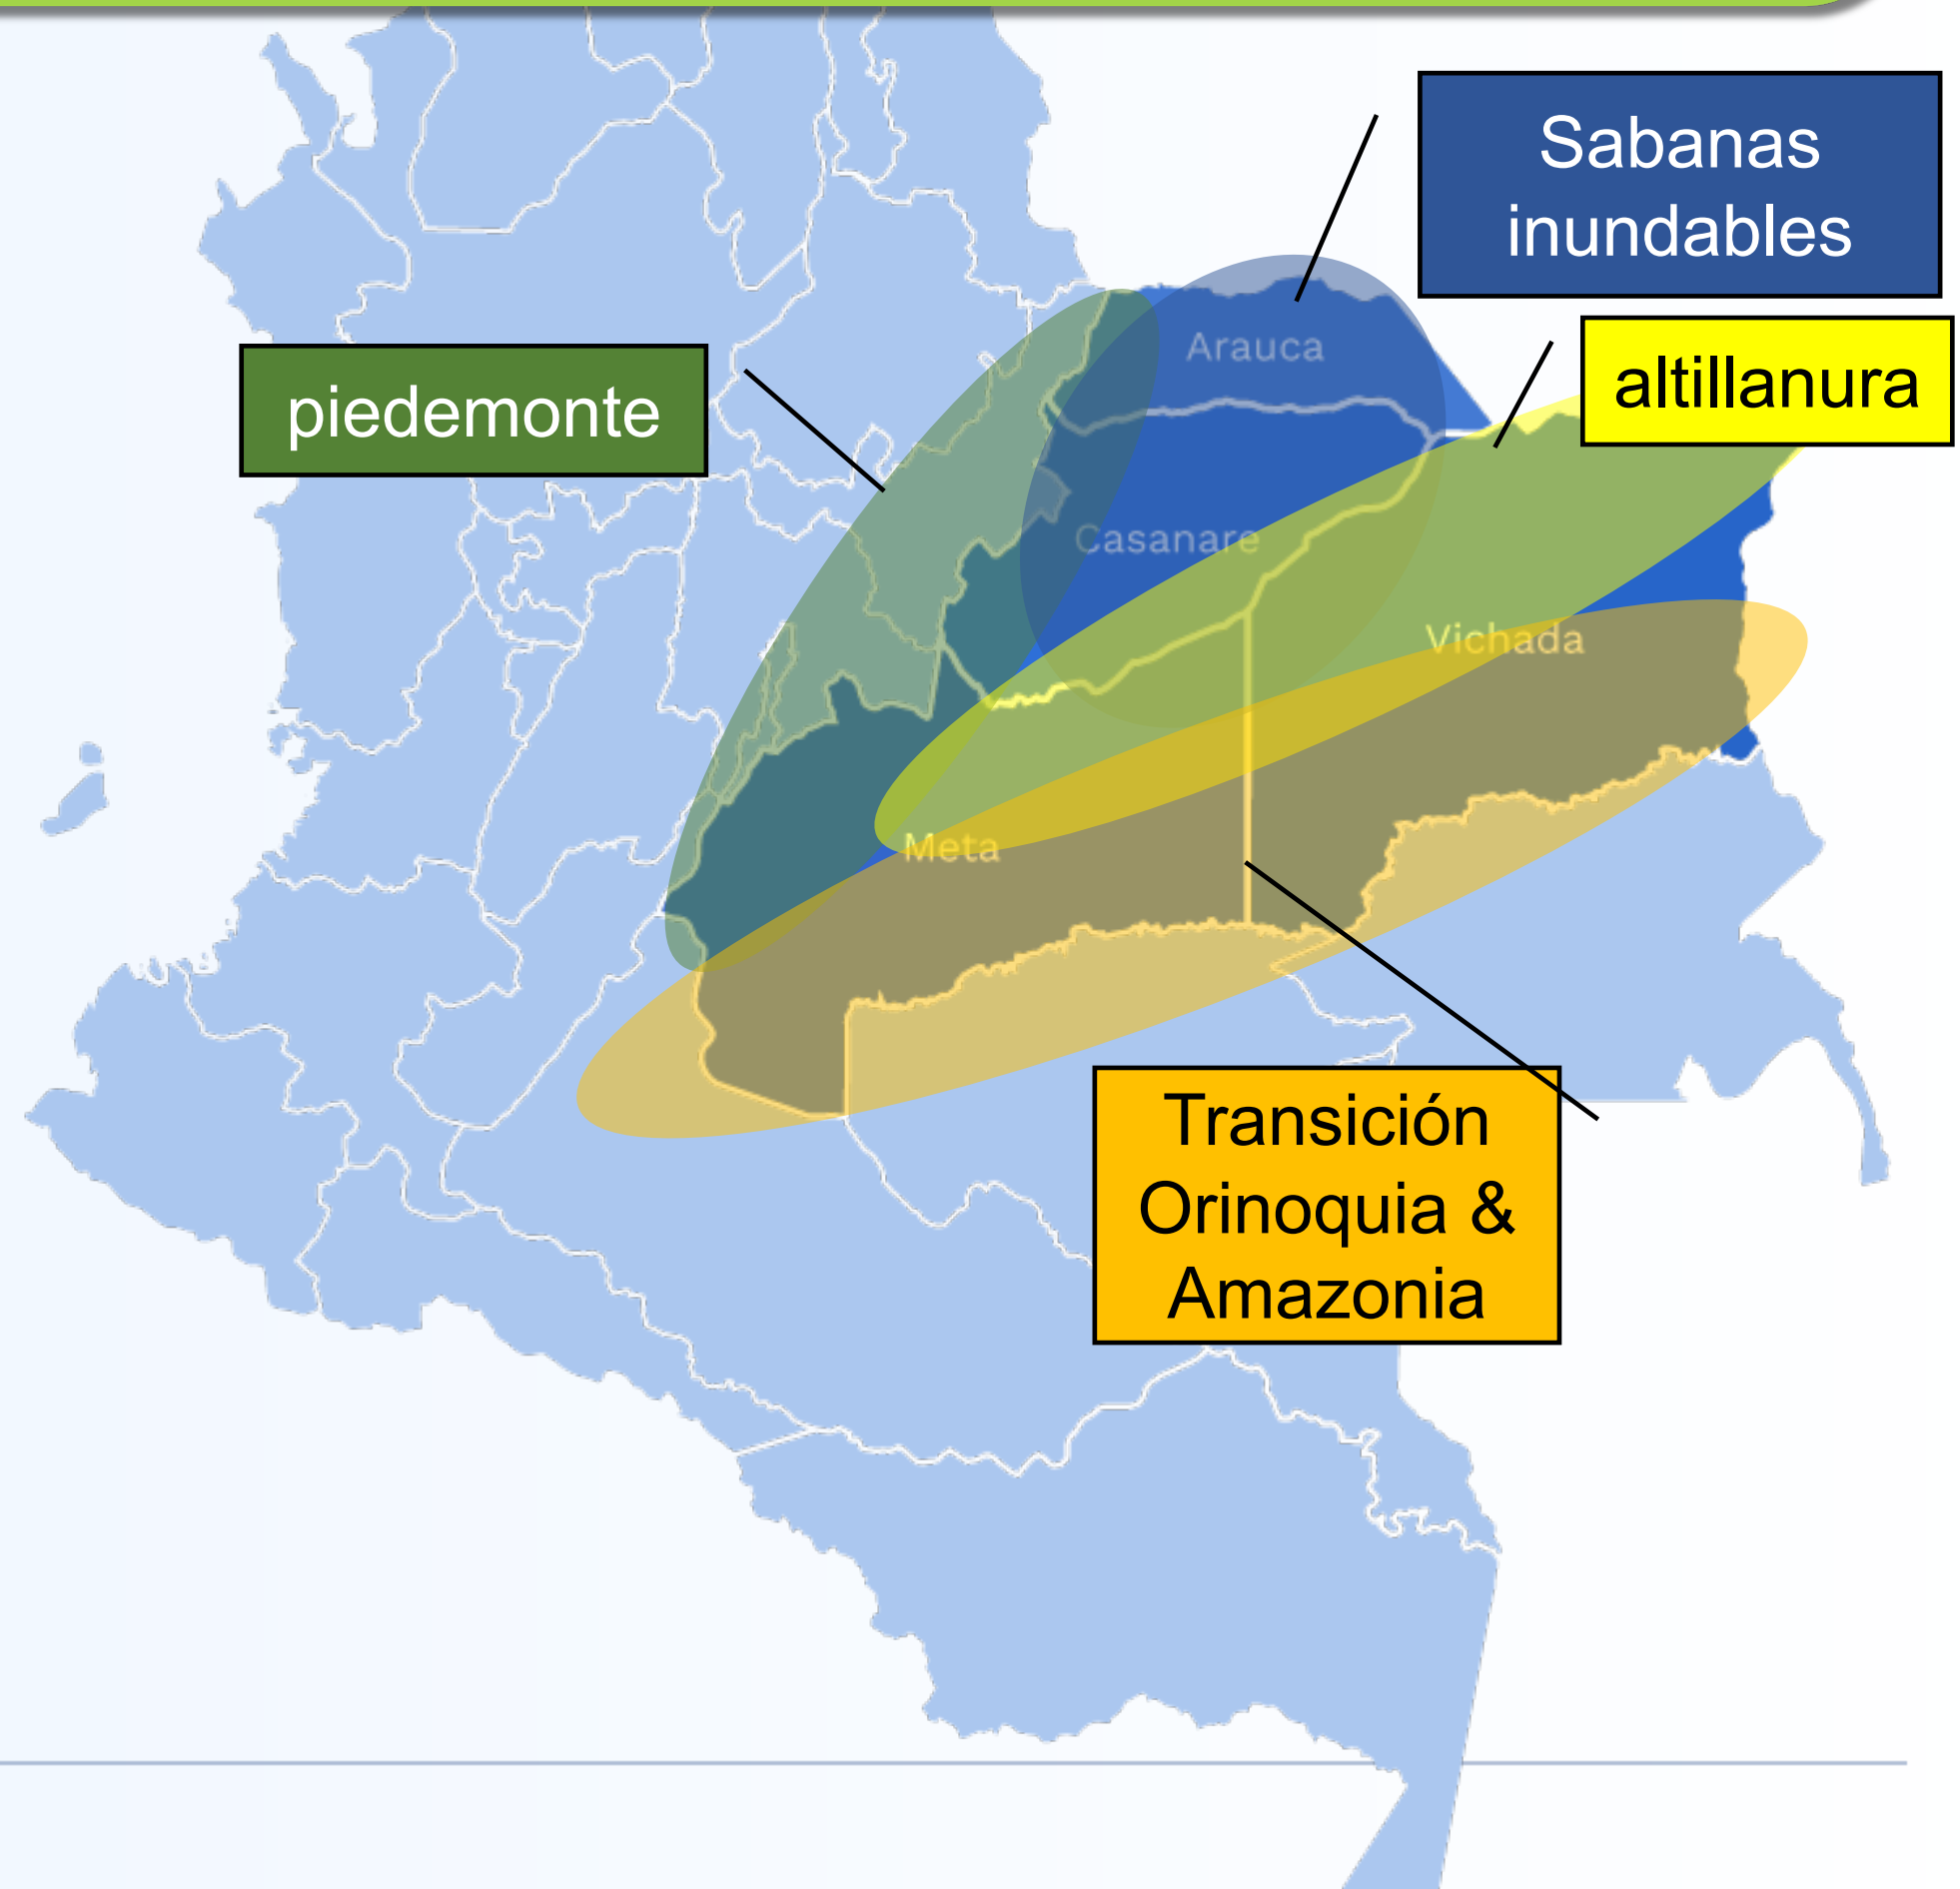 Sabanas
inundables
altillanura
piedemonte
Arauca
Casanare
Vichada
Meta
Transición
Orinoquia &
Amazonia